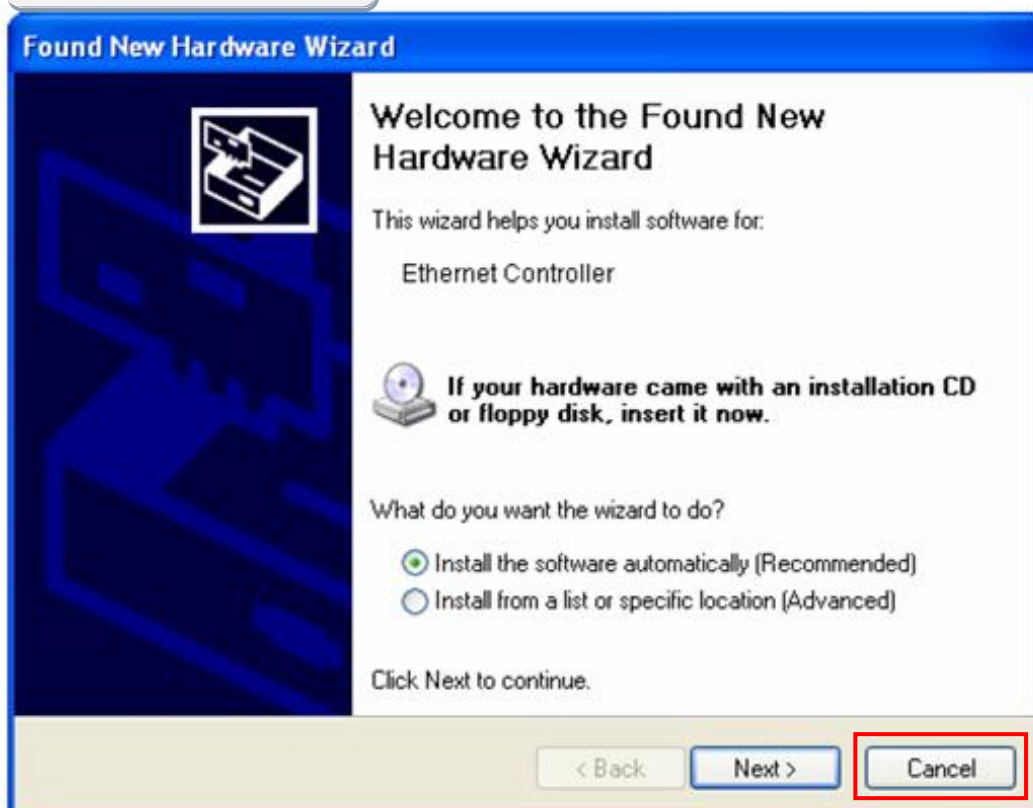 Found New Hardware Wizard
Welcome to the Found New
Hardware Wizard
This wizard helps you install software for:
Ethernet Controller
If your hardware came with an installation CD
or floppy disk, insert it now.
What do you want the wizard to do?
Install the software automatically (Recommended)
Install from a list or specific location (Advanced)
Click Next to continue.
< Back Next > Cancel